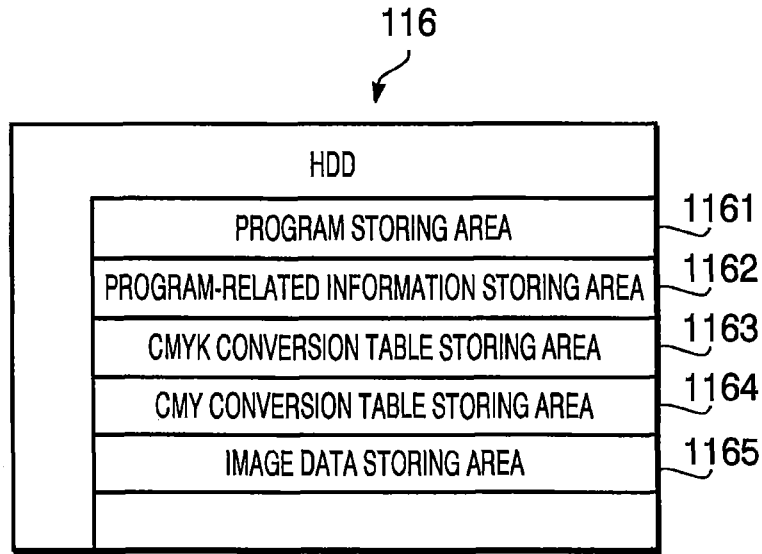 116
HDD
PROGRAM STORING AREA
1161
PROGRAM-RELATED INFORMATION STORING AREA
1162
CMYK CONVERSION TABLE STORING AREA
1163
CMY CONVERSION TABLE STORING AREA
1164
IMAGE DATA STORING AREA
1165